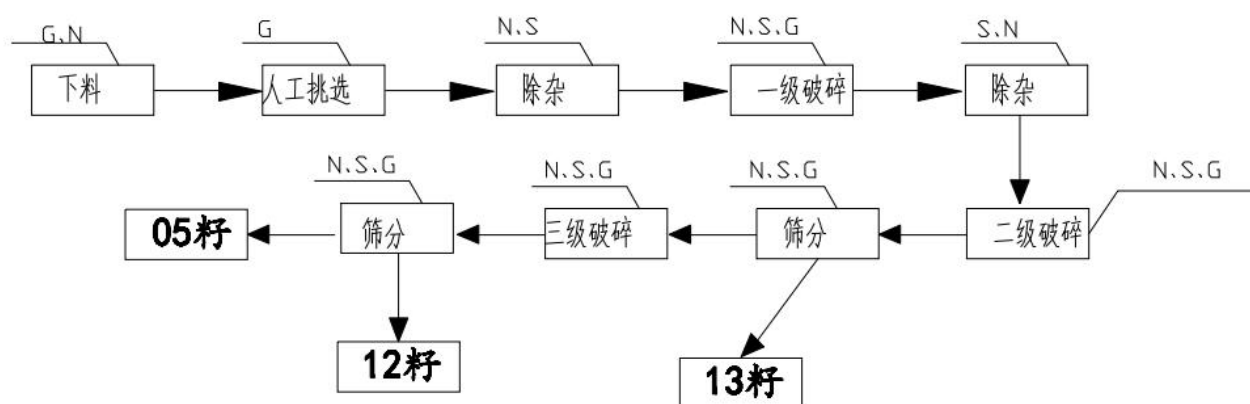 G、N
G
N、S
N、S、G
S、N
下料
人工挑选
除杂
一级破碎
除杂
N、S、G
N、S、G
N、S、G
N、S、G
05籽
筛分
三级破碎
筛分
二级破碎
12籽
13籽